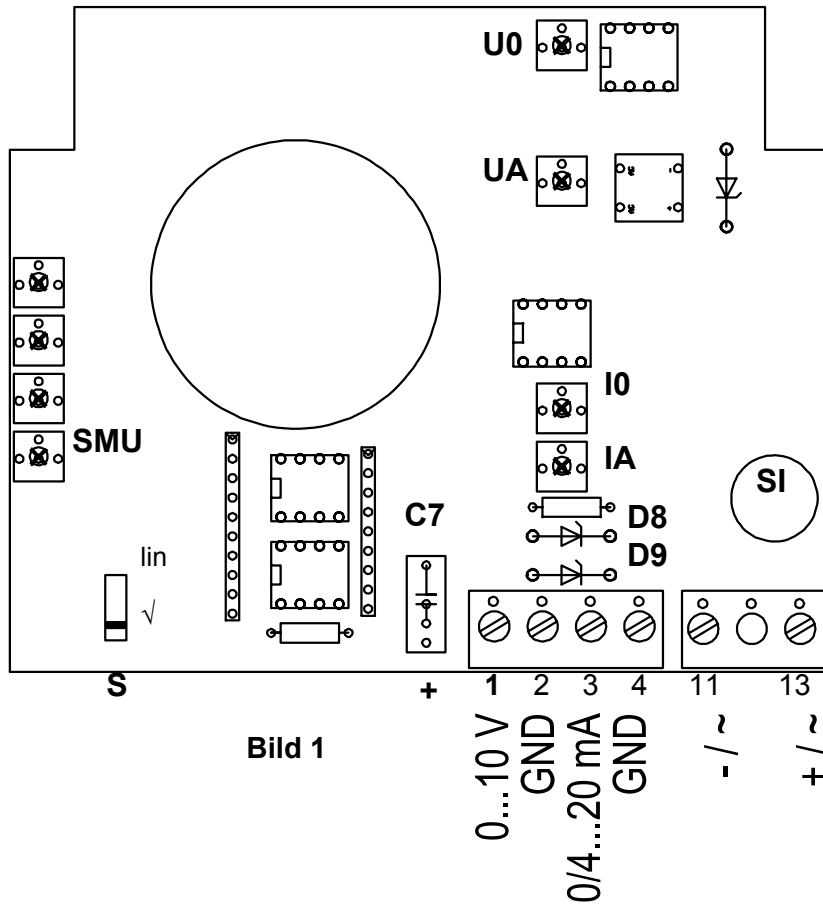 U0
UA
I0
SMU
IA
SI
C7
D8
D9
lin
√
S
+
1 2 3 4 11 13
Bild 1
0...10 V
GND
0/4...20 mA
GND
- / ~
+ / ~